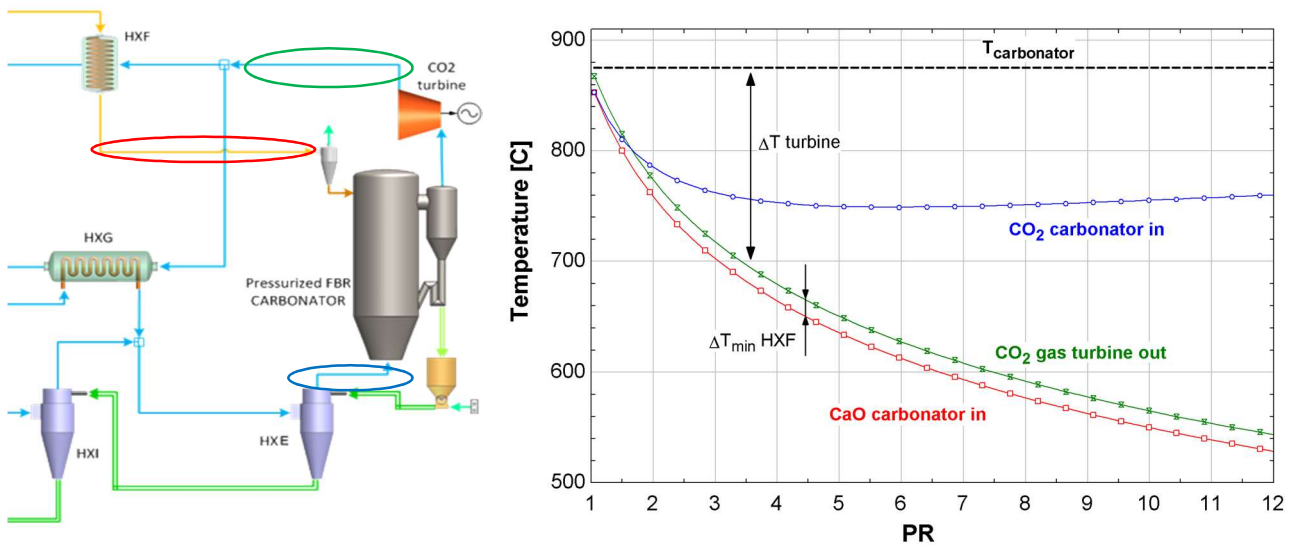 HXF
CO2
turbine
HXG
Pressurized FBR
CARBONATOR
HXI
HXE
Temperature [C]
900
800
700
600
500
T_carbonator
ΔT turbine
CO₂ carbonator in
ΔT_min HXF
CO₂ gas turbine out
CaO carbonator in
1 2 3 4 5 6 7 8 9 10 11 12
PR